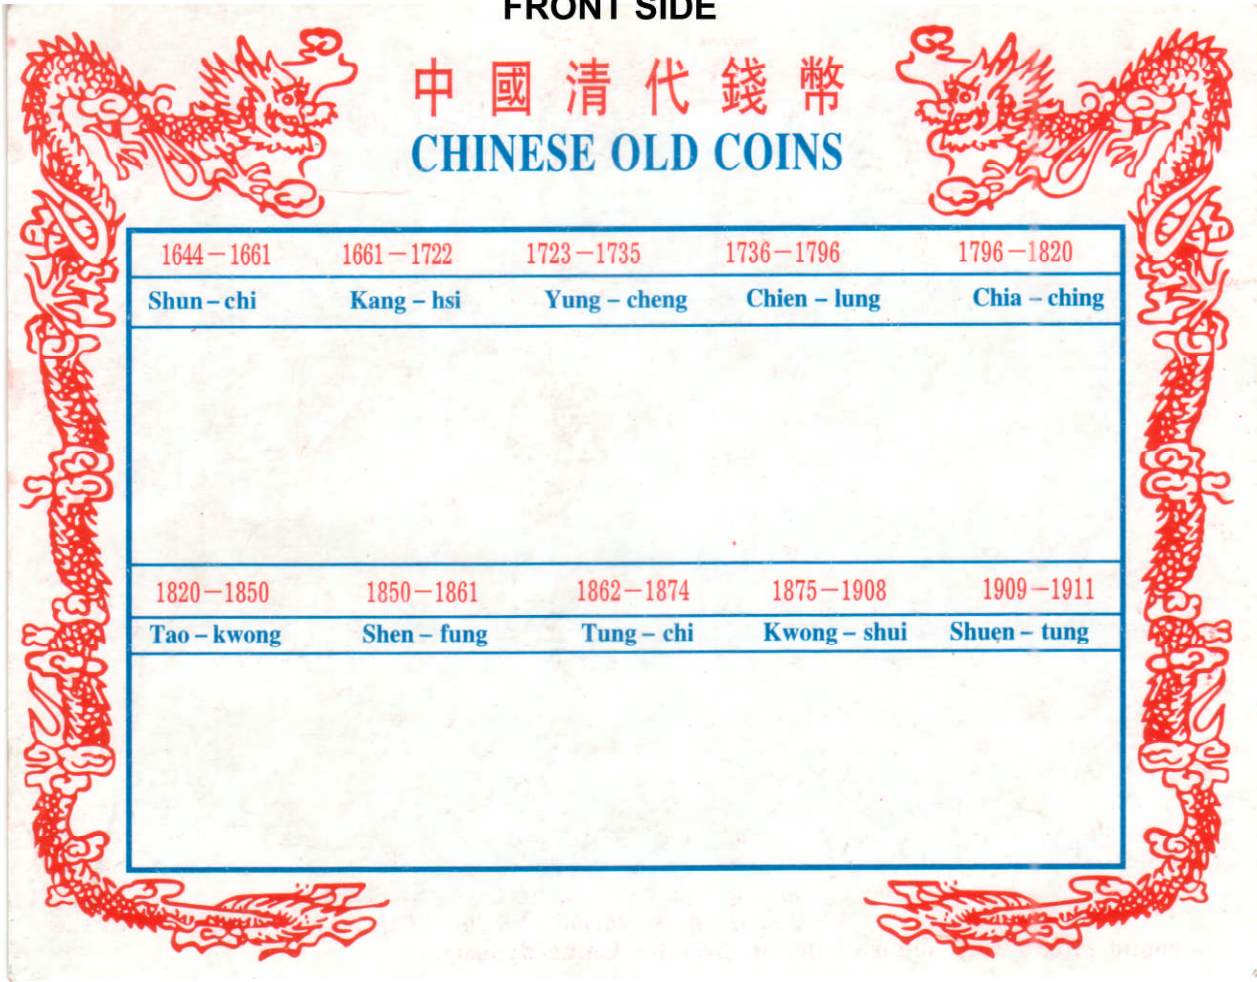 FRONT SIDE
中國清代錢幣
CHINESE OLD COINS
1644－1661 1661－1722 1723－1735 1736－1796 1796－1820
Shun – chi Kang – hsi Yung – cheng Chien – lung Chia – ching
1820－1850 1850－1861 1862－1874 1875－1908 1909－1911
Tao – kwong Shen – fung Tung – chi Kwong – shui Shuen – tung